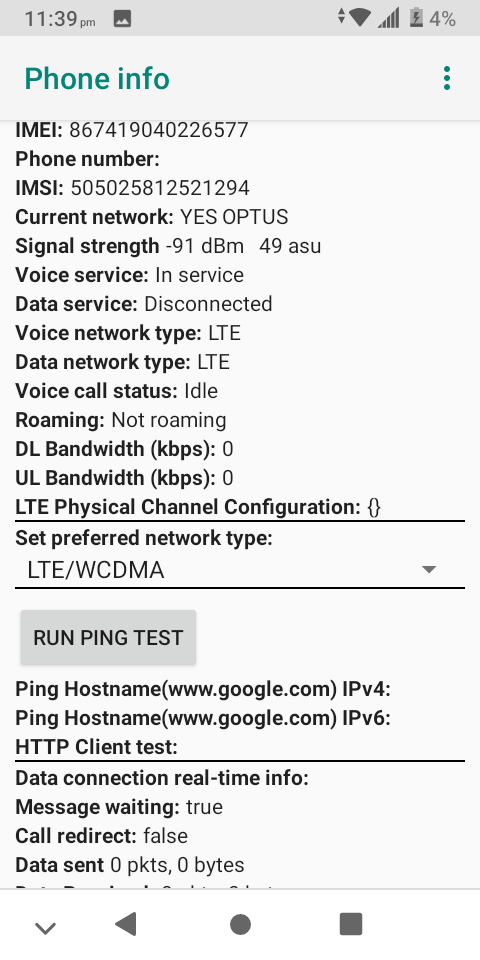 11:39pm 4%
Phone info
IMEI: 867419040226577
Phone number:
IMSI: 505025812521294
Current network: YES OPTUS
Signal strength -91 dBm 49 asu
Voice service: In service
Data service: Disconnected
Voice network type: LTE
Data network type: LTE
Voice call status: Idle
Roaming: Not roaming
DL Bandwidth (kbps): 0
UL Bandwidth (kbps): 0
LTE Physical Channel Configuration: {}
Set preferred network type:
LTE/WCDMA
RUN PING TEST
Ping Hostname(www.google.com) IPv4:
Ping Hostname(www.google.com) IPv6:
HTTP Client test:
Data connection real-time info:
Message waiting: true
Call redirect: false
Data sent 0 pkts, 0 bytes